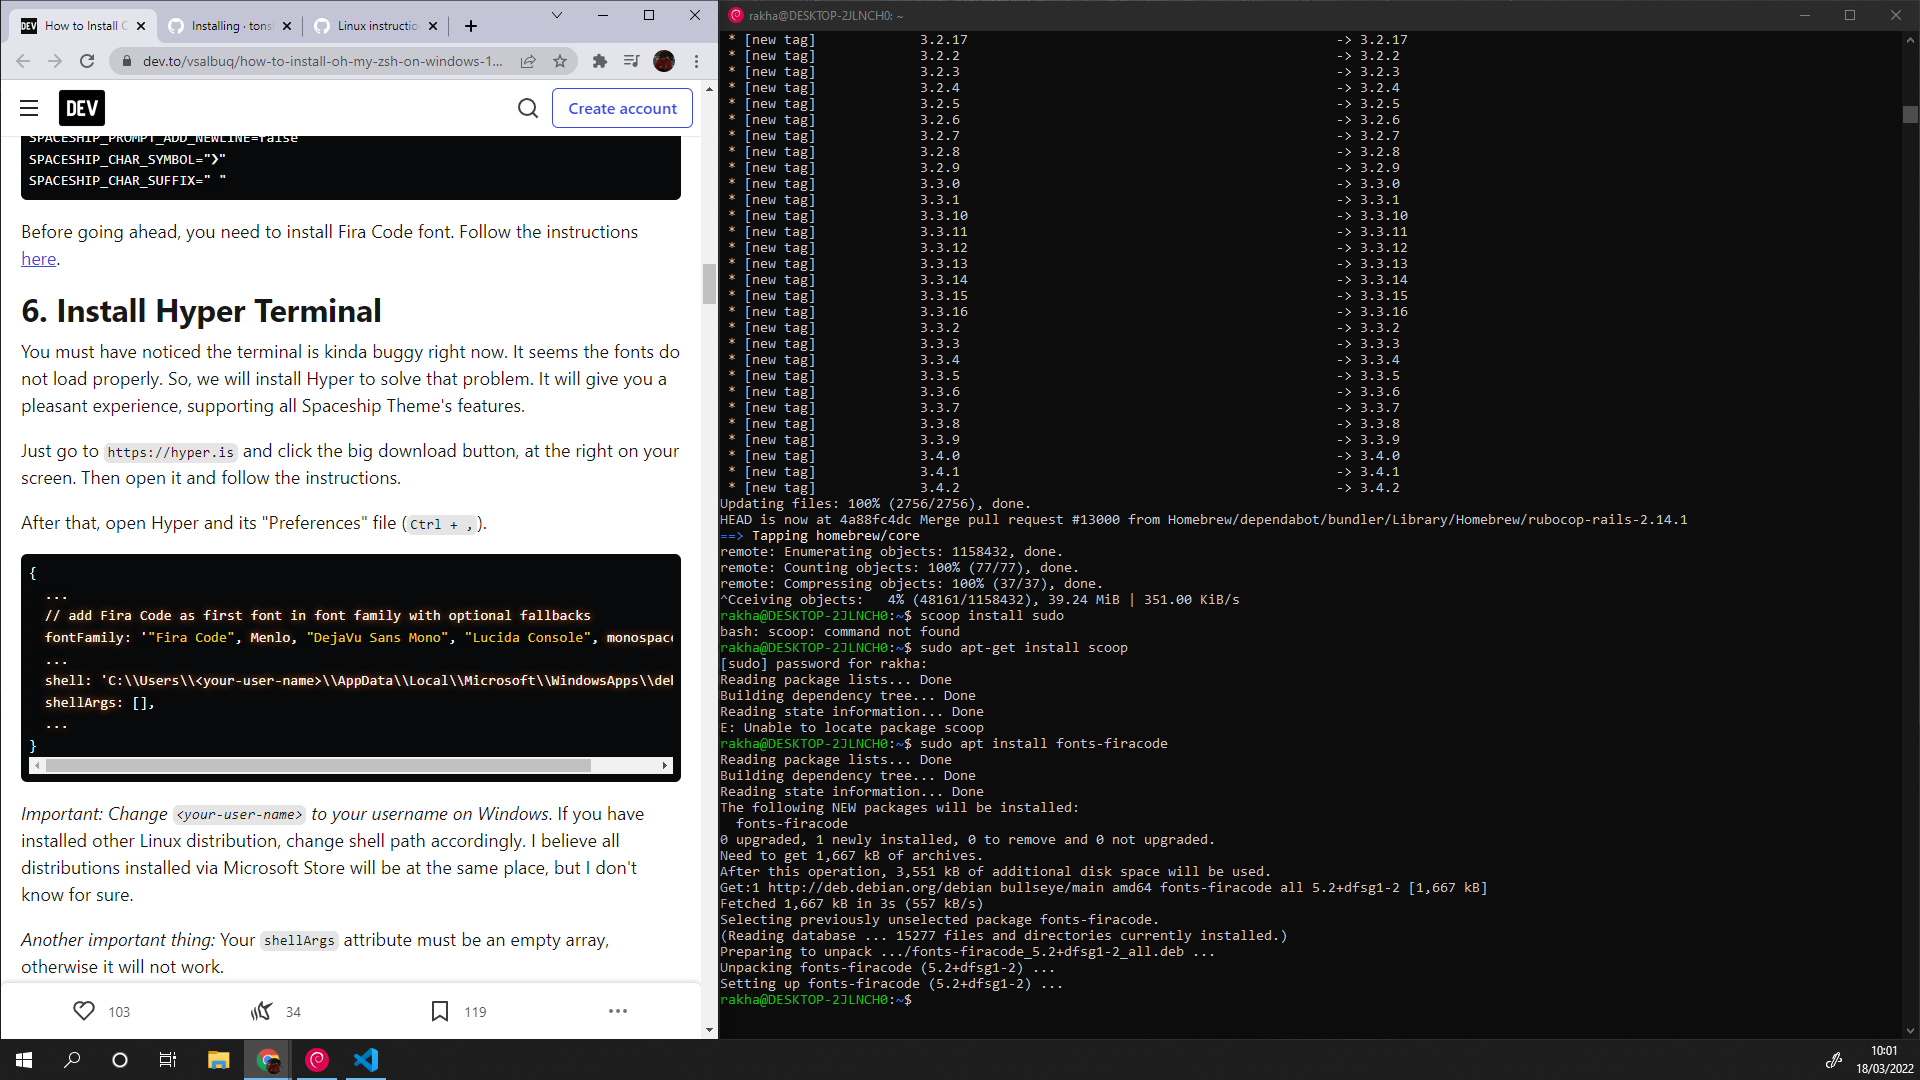 How to Install C
Installing · tons
Linux instructio
dev.to/vsalbuq/how-to-install-oh-my-zsh-on-windows-1...
DEV
Create account
SPACESHIP_PROMPT_ADD_NEWLINE=false
SPACESHIP_CHAR_SYMBOL="❯"
SPACESHIP_CHAR_SUFFIX=" "
Before going ahead, you need to install Fira Code font. Follow the instructions
here.
6. Install Hyper Terminal
You must have noticed the terminal is kinda buggy right now. It seems the fonts do
not load properly. So, we will install Hyper to solve that problem. It will give you a
pleasant experience, supporting all Spaceship Theme's features.
Just go to https://hyper.is and click the big download button, at the right on your
screen. Then open it and follow the instructions.
After that, open Hyper and its "Preferences" file (Ctrl + ,).
{
...
// add Fira Code as first font in font family with optional fallbacks
fontFamily: '"Fira Code", Menlo, "DejaVu Sans Mono", "Lucida Console", monospac
...
shell: 'C:\\Users\\<your-user-name>\\AppData\\Local\\Microsoft\\WindowsApps\\de
shellArgs: [],
...
}
Important: Change <your-user-name> to your username on Windows. If you have
installed other Linux distribution, change shell path accordingly. I believe all
distributions installed via Microsoft Store will be at the same place, but I don't
know for sure.
Another important thing: Your shellArgs attribute must be an empty array,
otherwise it will not work.
103
34
119
rakha@DESKTOP-2JLNCH0: ~
* [new tag] 3.2.17 -> 3.2.17
* [new tag] 3.2.2 -> 3.2.2
* [new tag] 3.2.3 -> 3.2.3
* [new tag] 3.2.4 -> 3.2.4
* [new tag] 3.2.5 -> 3.2.5
* [new tag] 3.2.6 -> 3.2.6
* [new tag] 3.2.7 -> 3.2.7
* [new tag] 3.2.8 -> 3.2.8
* [new tag] 3.2.9 -> 3.2.9
* [new tag] 3.3.0 -> 3.3.0
* [new tag] 3.3.1 -> 3.3.1
* [new tag] 3.3.10 -> 3.3.10
* [new tag] 3.3.11 -> 3.3.11
* [new tag] 3.3.12 -> 3.3.12
* [new tag] 3.3.13 -> 3.3.13
* [new tag] 3.3.14 -> 3.3.14
* [new tag] 3.3.15 -> 3.3.15
* [new tag] 3.3.16 -> 3.3.16
* [new tag] 3.3.2 -> 3.3.2
* [new tag] 3.3.3 -> 3.3.3
* [new tag] 3.3.4 -> 3.3.4
* [new tag] 3.3.5 -> 3.3.5
* [new tag] 3.3.6 -> 3.3.6
* [new tag] 3.3.7 -> 3.3.7
* [new tag] 3.3.8 -> 3.3.8
* [new tag] 3.3.9 -> 3.3.9
* [new tag] 3.4.0 -> 3.4.0
* [new tag] 3.4.1 -> 3.4.1
* [new tag] 3.4.2 -> 3.4.2
Updating files: 100% (2756/2756), done.
HEAD is now at 4a88fc4dc Merge pull request #13000 from Homebrew/dependabot/bundler/Library/Homebrew/rubocop-rails-2.14.1
==> Tapping homebrew/core
remote: Enumerating objects: 1158432, done.
remote: Counting objects: 100% (77/77), done.
remote: Compressing objects: 100% (37/37), done.
^Cceiving objects:   4% (48161/1158432), 39.24 MiB | 351.00 KiB/s
rakha@DESKTOP-2JLNCH0:~$ scoop install sudo
bash: scoop: command not found
rakha@DESKTOP-2JLNCH0:~$ sudo apt-get install scoop
[sudo] password for rakha:
Reading package lists... Done
Building dependency tree... Done
Reading state information... Done
E: Unable to locate package scoop
rakha@DESKTOP-2JLNCH0:~$ sudo apt install fonts-firacode
Reading package lists... Done
Building dependency tree... Done
Reading state information... Done
The following NEW packages will be installed:
fonts-firacode
0 upgraded, 1 newly installed, 0 to remove and 0 not upgraded.
Need to get 1,667 kB of archives.
After this operation, 3,551 kB of additional disk space will be used.
Get:1 http://deb.debian.org/debian bullseye/main amd64 fonts-firacode all 5.2+dfsg1-2 [1,667 kB]
Fetched 1,667 kB in 3s (557 kB/s)
Selecting previously unselected package fonts-firacode.
(Reading database ... 15277 files and directories currently installed.)
Preparing to unpack .../fonts-firacode_5.2+dfsg1-2_all.deb ...
Unpacking fonts-firacode (5.2+dfsg1-2) ...
Setting up fonts-firacode (5.2+dfsg1-2) ...
rakha@DESKTOP-2JLNCH0:~$
10:01
18/03/2022